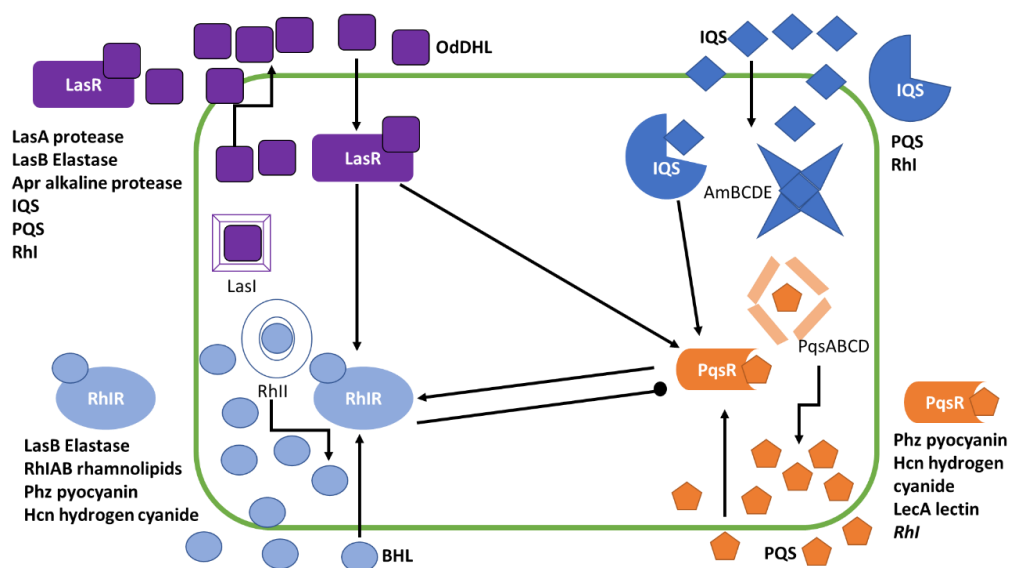 OdDHL
IQS
LasR
IQS
LasA protease
LasB Elastase
Apr alkaline protease
IQS
PQS
RhI
LasR
IQS
PQS
RhI
AmBCDE
LasI
PqsABCD
RhII
PqsR
RhIR
RhIR
PqsR
LasB Elastase
RhIAB rhamnolipids
Phz pyocyanin
Hcn hydrogen cyanide
Phz pyocyanin
Hcn hydrogen
cyanide
LecA lectin
RhI
BHL
PQS